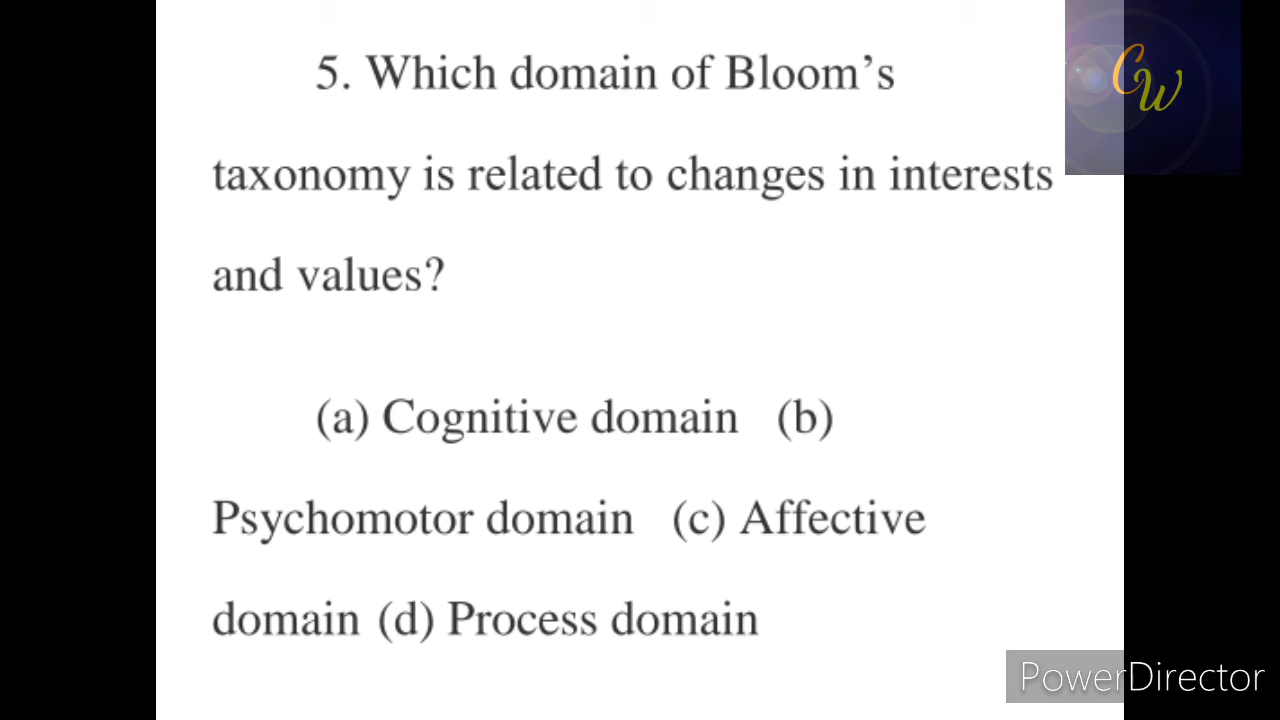 5. Which domain of Bloom’s
taxonomy is related to changes in interests
and values?
(a) Cognitive domain (b)
Psychomotor domain (c) Affective
domain (d) Process domain
CW
PowerDirector